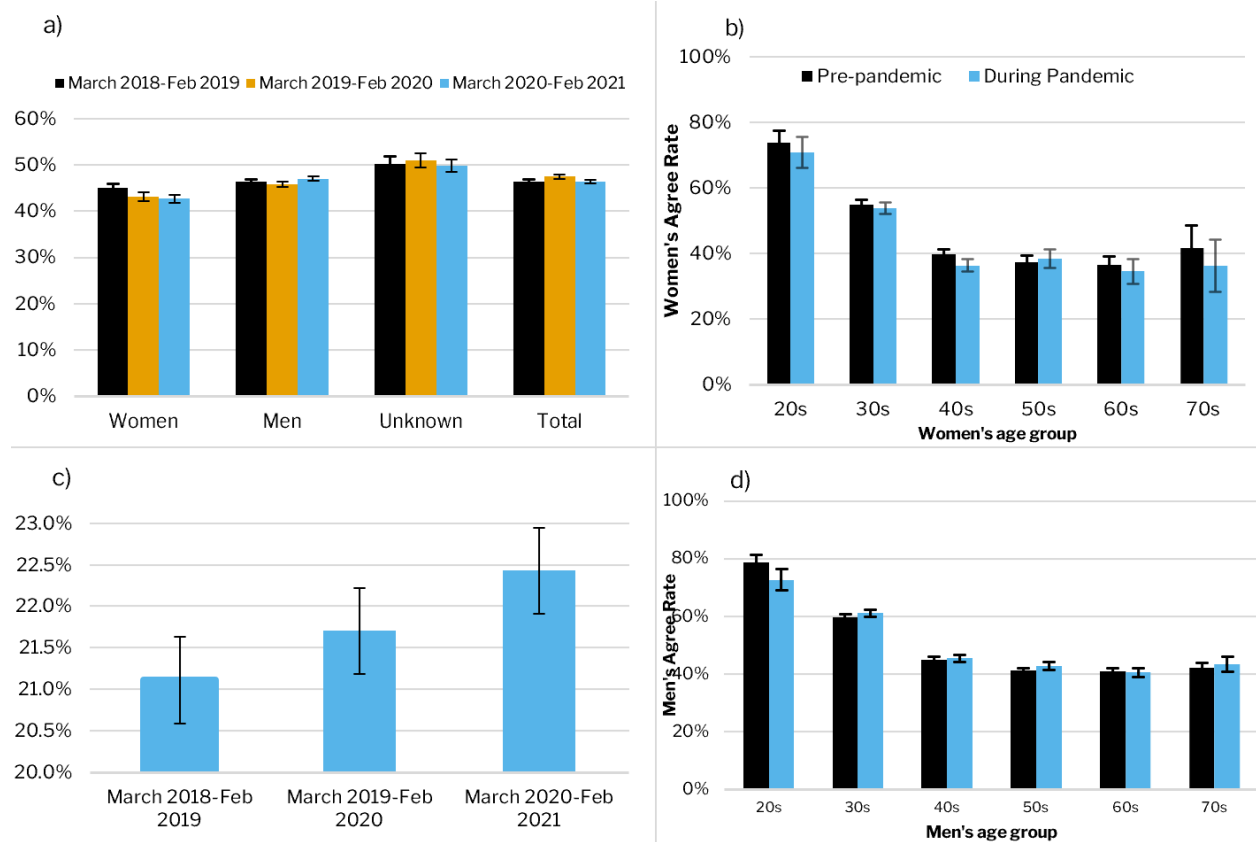 a)
March 2018-Feb 2019 March 2019-Feb 2020 March 2020-Feb 2021
60%
50%
40%
30%
20%
10%
0%
Women Men Unknown Total
b)
100%
80%
60%
40%
20%
0%
Women's Agree Rate
Pre-pandemic During Pandemic
20s 30s 40s 50s 60s 70s
Women's age group
c)
23.0%
22.5%
22.0%
21.5%
21.0%
20.5%
20.0%
March 2018-Feb March 2019-Feb March 2020-Feb
2019 2020 2021
d)
100%
80%
60%
40%
20%
0%
Men's Agree Rate
20s 30s 40s 50s 60s 70s
Men's age group